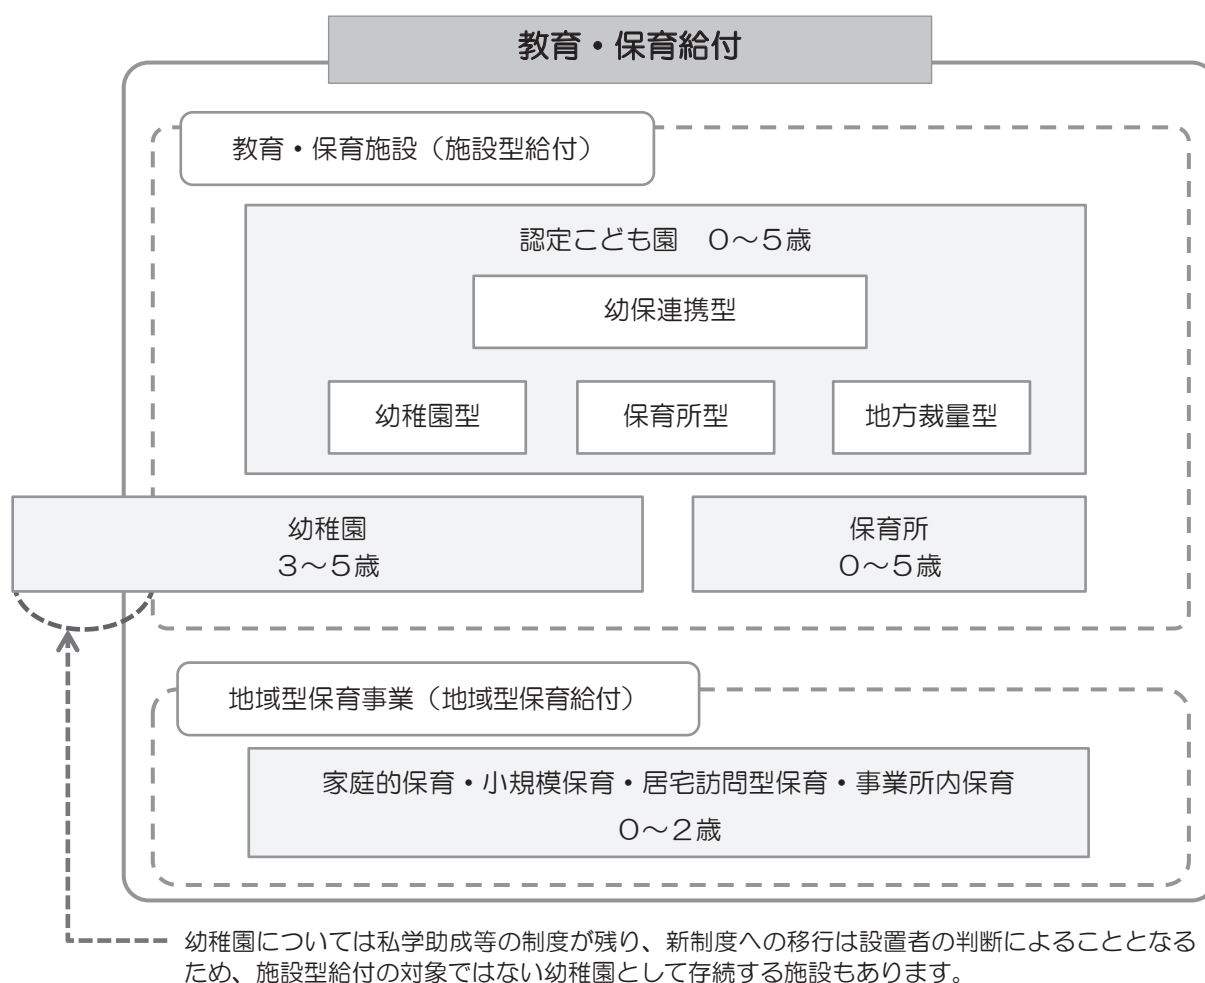 教育・保育給付
教育・保育施設（施設型給付）
認定こども園　０～５歳
幼保連携型
幼稚園型
保育所型
地方裁量型
幼稚園
３～５歳
保育所
０～５歳
地域型保育事業（地域型保育給付）
家庭的保育・小規模保育・居宅訪問型保育・事業所内保育
０～２歳
幼稚園については私学助成等の制度が残り、新制度への移行は設置者の判断によることとなる
ため、施設型給付の対象ではない幼稚園として存続する施設もあります。